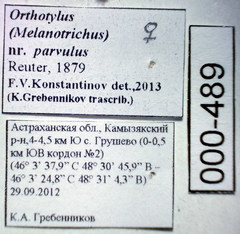 Orthotylus
(Melanotrichus)
nr. parvulus
Reuter, 1879
♀
F.V.Konstantinov det.,2013
(K.Grebennikov trascrib.)
Астраханская обл., Камызякский
р-н,4-4,5 км Ю с. Грушево (0-0,5
км ЮВ кордон №2)
(46° 3' 37,9" С 48° 30' 45,9" В –
46° 3' 24,8" С 48° 31' 4,3" В)
29.09.2012
К.А. Гребенников
000-489